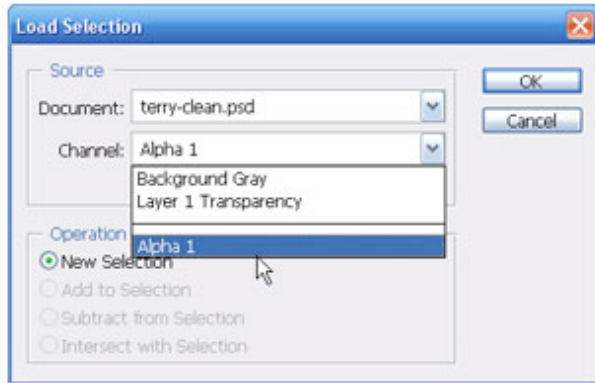 Load Selection
Source
OK
Document: terry-clean.psd
Cancel
Channel: Alpha 1
Background Gray
Layer 1 Transparency
Operation
Alpha 1
New Selection
Add to Selection
Subtract from Selection
Intersect with Selection